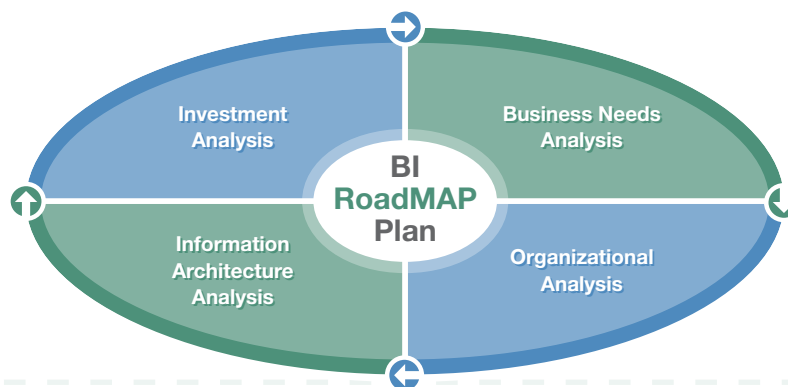 Investment
Analysis
Business Needs
Analysis
BI
RoadMAP
Plan
Information
Architecture
Analysis
Organizational
Analysis